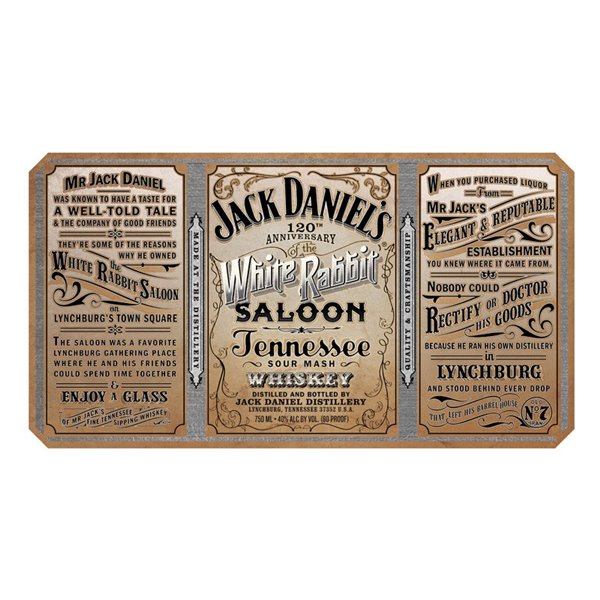 MR JACK DANIEL
WAS KNOWN TO HAVE A TASTE FOR
A WELL-TOLD TALE
& THE COMPANY OF GOOD FRIENDS
THEY'RE SOME OF THE REASONS
WHY HE OWNED
the
WHITE RABBIT SALOON
on
LYNCHBURG'S TOWN SQUARE
THE SALOON WAS A FAVORITE
LYNCHBURG GATHERING PLACE
WHERE HE AND HIS FRIENDS
COULD SPEND TIME TOGETHER
&
ENJOY A GLASS
OF MR JACK'S
FINE TENNESSEE
SIPPING WHISKEY
MADE AT THE DISTILLERY
JACK DANIEL'S
120TH
ANNIVERSARY
of the
White Rabbit
SALOON
Tennessee
SOUR MASH
WHISKEY
DISTILLED AND BOTTLED BY
JACK DANIEL DISTILLERY
LYNCHBURG, TENNESSEE 37352 U.S.A.
750 ML • 40% ALC BY VOL. (80 PROOF)
QUALITY & CRAFTSMANSHIP
WHEN YOU PURCHASED LIQUOR
From
MR JACK'S
ELEGANT & REPUTABLE
ESTABLISHMENT
YOU KNEW WHERE IT CAME FROM.
NOBODY COULD
RECTIFY OR DOCTOR
HIS GOODS
BECAUSE HE RAN HIS OWN DISTILLERY
in
LYNCHBURG
AND STOOD BEHIND EVERY DROP
THAT LEFT HIS BARREL HOUSE
OLD
No 7
BRAND